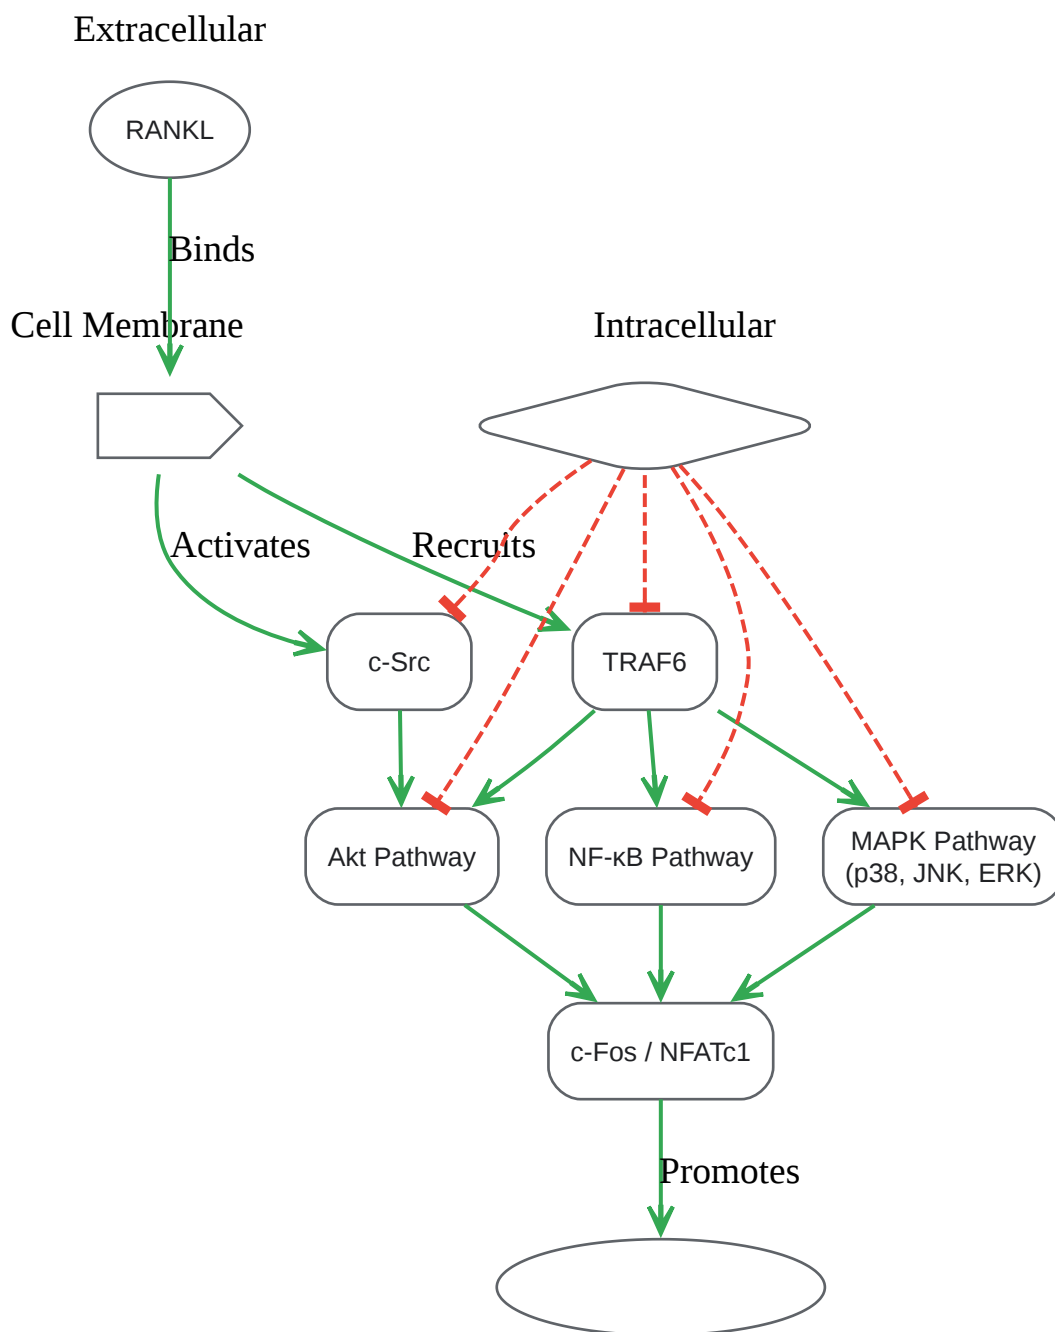 Extracellular
RANKL
Binds
Cell Membrane
Intracellular
Activates
Recruits
c-Src
TRAF6
Akt Pathway
NF-κB Pathway
MAPK Pathway
(p38, JNK, ERK)
c-Fos / NFATc1
Promotes